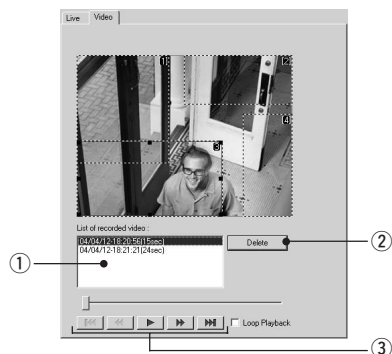 Live Video
[1] [2]
[4]
[3]
List of recorded video :
04/04/12-18:20:56(15sec) Delete
04/04/12-18:21:21(24sec)
Loop Playback
1
2
3